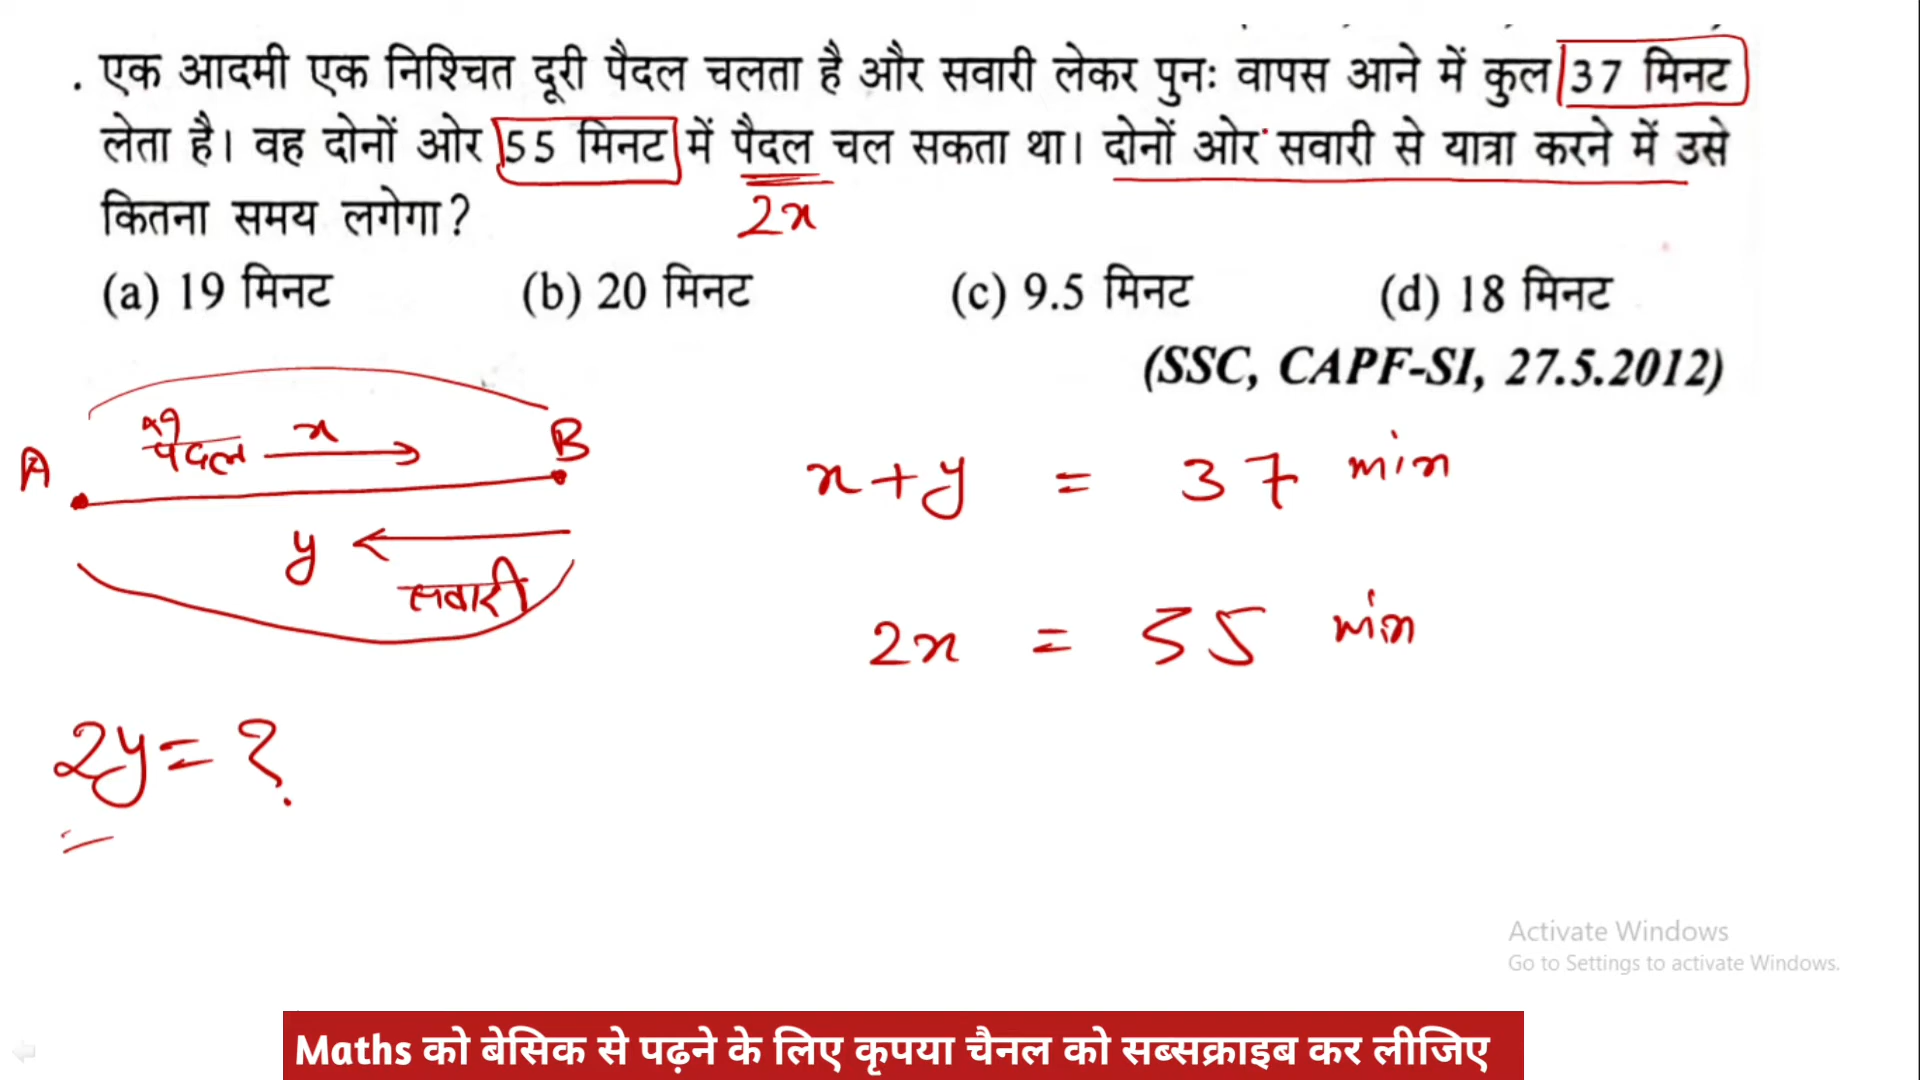 . एक आदमी एक निश्चित दूरी पैदल चलता है और सवारी लेकर पुनः वापस आने में कुल 37 मिनट
लेता है। वह दोनों ओर 55 मिनट में पैदल चल सकता था। दोनों ओर सवारी से यात्रा करने में उसे
कितना समय लगेगा?
2x
(a) 19 मिनट (b) 20 मिनट (c) 9.5 मिनट (d) 18 मिनट
(SSC, CAPF-SI, 27.5.2012)
A पैदल x B
y सवारी
x+y = 37 min
2x = 55 min
2y = ?
Activate Windows
Go to Settings to activate Windows.
Maths को बेसिक से पढ़ने के लिए कृपया चैनल को सब्सक्राइब कर लीजिए